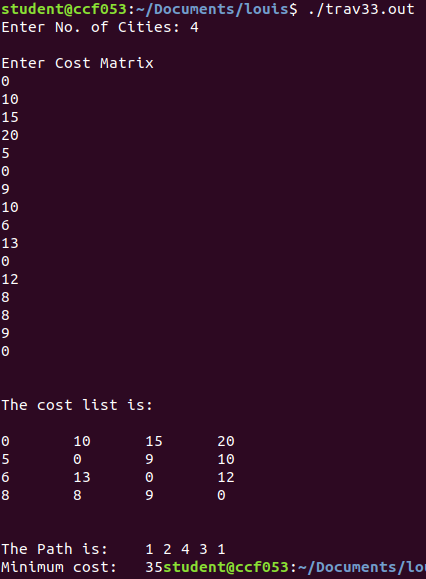 student@ccf053:~/Documents/louis$ ./trav33.out
Enter No. of Cities: 4
Enter Cost Matrix
0
10
15
20
5
0
9
10
6
13
0
12
8
8
9
0
The cost list is:
0 10 15 20
5 0 9 10
6 13 0 12
8 8 9 0
The Path is: 1 2 4 3 1
Minimum cost: 35student@ccf053:~/Documents/lou